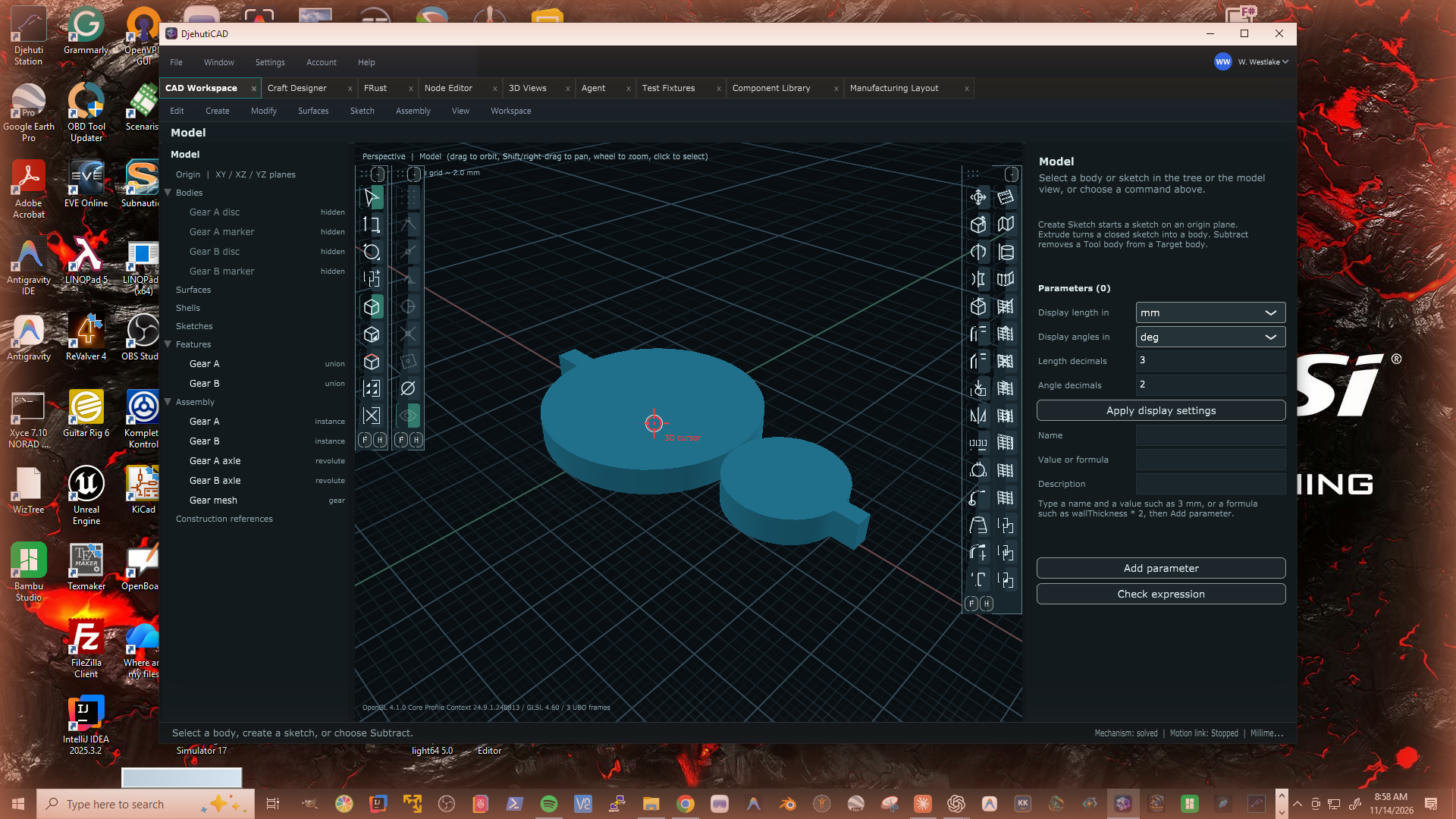 Djehuti
Station
Grammarly
OpenVPN
GUI
Google Earth
Pro
OBD Tool
Updater
Scenaris
Adobe
Acrobat
EVE Online
Subnautic
Antigravity
IDE
LINQPad 5
LINQPad
(x64)
Antigravity
ReValver 4
OBS Stud
Xyce 7.10
NORAD ...
Guitar Rig 6
Komplet
Kontrol
WizTree
Unreal
Engine
KiCad
Bambu
Studio
Texmaker
OpenBoa
FileZilla
Client
Where ar
my files
IntelliJ IDEA
2025.3.2
Simulator 17
light64 5.0
Editor
DjehutiCAD
File Window Settings Account Help
WW W. Westlake
CAD Workspace x Craft Designer x FRust x Node Editor x 3D Views x Agent x Test Fixtures x Component Library x Manufacturing Layout x
Edit Create Modify Surfaces Sketch Assembly View Workspace
Model
Model
Origin | XY / XZ / YZ planes
Bodies
Gear A disc hidden
Gear A marker hidden
Gear B disc hidden
Gear B marker hidden
Surfaces
Shells
Sketches
Features
Gear A union
Gear B union
Assembly
Gear A instance
Gear B instance
Gear A axle revolute
Gear B axle revolute
Gear mesh gear
Construction references
Perspective | Model (drag to orbit, Shift/right-drag to pan, wheel to zoom, click to select)
grid ~ 2.0 mm
3D cursor
F H F H
F H
OpenGL 4.1.0 Core Profile Context 24.9.1.240813 / GLSL 4.60 / 3 UBO frames
Model
Select a body or sketch in the tree or the model
view, or choose a command above.
Create Sketch starts a sketch on an origin plane.
Extrude turns a closed sketch into a body. Subtract
removes a Tool body from a Target body.
Parameters (0)
Display length in mm
Display angles in deg
Length decimals 3
Angle decimals 2
Apply display settings
Name
Value or formula
Description
Type a name and a value such as 3 mm, or a formula
such as wallThickness * 2, then Add parameter.
Add parameter
Check expression
Select a body, create a sketch, or choose Subtract.
Mechanism: solved | Motion link: Stopped | Millime...
Si ®
ING
Type here to search
8:58 AM
11/14/2026